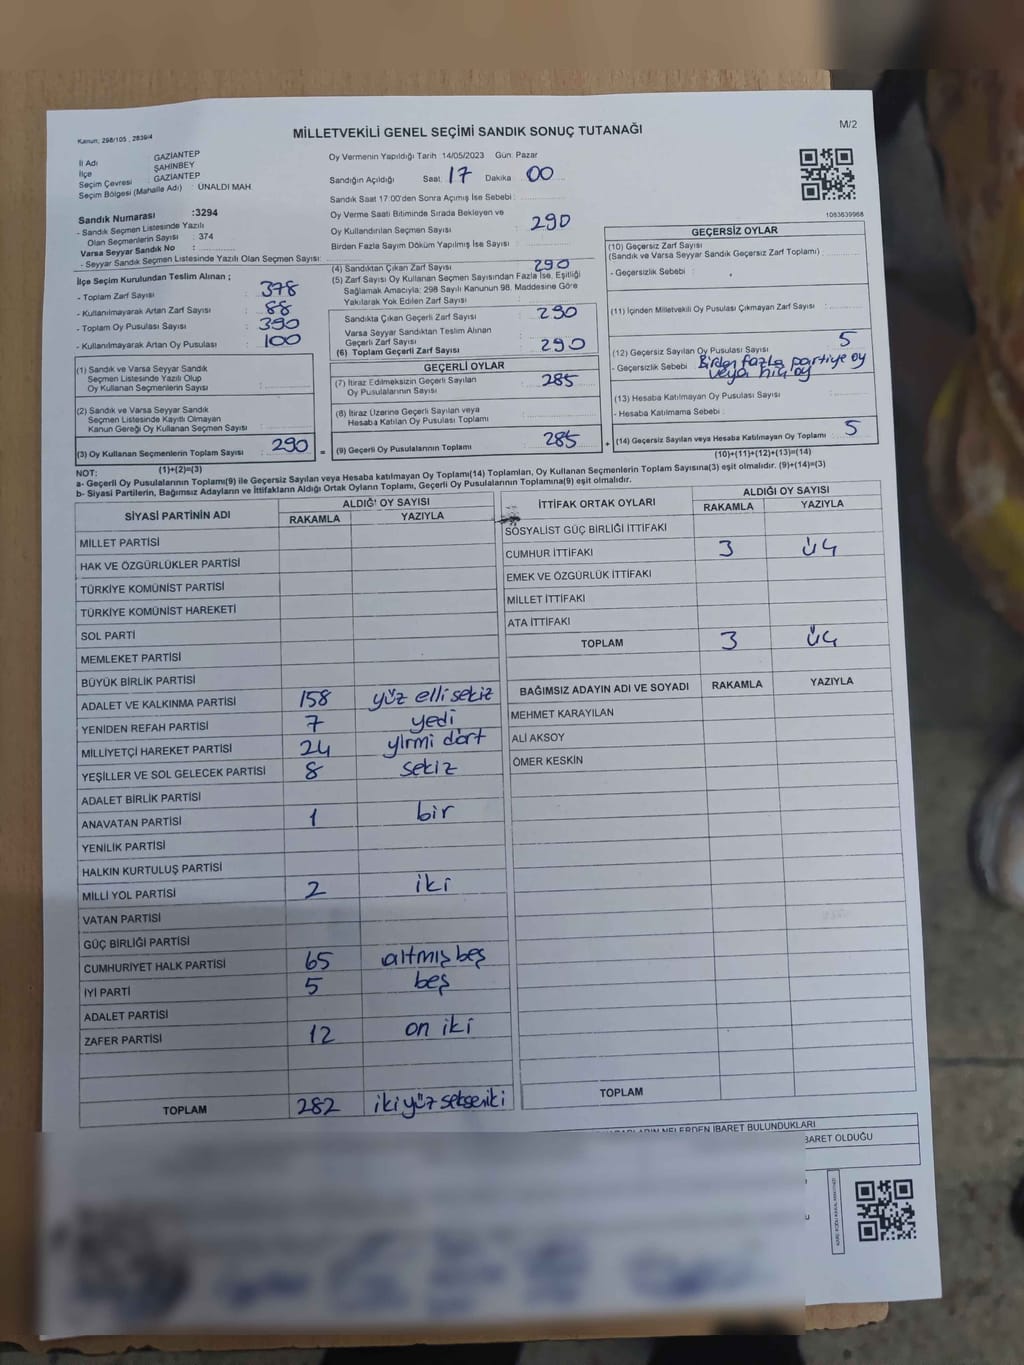 Kanun; 298/105 , 2839/4
MİLLETVEKİLİ GENEL SEÇİMİ SANDIK SONUÇ TUTANAĞI
M/2
İl Adı GAZİANTEP
İlçe ŞAHİNBEY
Seçim Çevresi GAZİANTEP
Seçim Bölgesi (Mahalle Adı) : ÜNALDI MAH.
Oy Vermenin Yapıldığı Tarih 14/05/2023 Gün: Pazar
Sandığın Açıldığı Saat 17 Dakika 00
Sandık Saat 17:00'den Sonra Açımış İse Sebebi :
Oy Verme Saati Bitiminde Sırada Bekleyen ve
Oy Kullandırılan Seçmen Sayısı : 290
Birden Fazla Sayım Döküm Yapılmış İse Sayısı :
1083639968
Sandık Numarası :3294
- Sandık Seçmen Listesinde Yazılı
Olan Seçmenlerin Sayısı : 374
Varsa Seyyar Sandık No :
- Seyyar Sandık Seçmen Listesinde Yazılı Olan Seçmen Sayısı:
İlçe Seçim Kurulundan Teslim Alınan ;
- Toplam Zarf Sayısı : 378
- Kullanılmayarak Artan Zarf Sayısı : 88
- Toplam Oy Pusulası Sayısı : 390
- Kullanılmayarak Artan Oy Pusulası : 100
(1) Sandık ve Varsa Seyyar Sandık
Seçmen Listesinde Yazılı Olup
Oy Kullanan Seçmenlerin Sayısı :
(2) Sandık ve Varsa Seyyar Sandık
Seçmen Listesinde Kayıtlı Olmayan
Kanun Gereği Oy Kullanan Seçmen Sayısı :
(3) Oy Kullanan Seçmenlerin Toplam Sayısı : 290
(1)+(2)=(3)
(4) Sandıktan Çıkan Zarf Sayısı : 290
(5) Zarf Sayısı Oy Kullanan Seçmen Sayısından Fazla İse, Eşitliği
Sağlamak Amacıyla; 298 Sayılı Kanunun 98. Maddesine Göre
Yakılarak Yok Edilen Zarf Sayısı :
Sandıkta Çıkan Geçerli Zarf Sayısı : 290
Varsa Seyyar Sandıktan Teslim Alınan
Geçerli Zarf Sayısı :
(6) Toplam Geçerli Zarf Sayısı : 290
GEÇERLİ OYLAR
(7) İtiraz Edilmeksizin Geçerli Sayılan
Oy Pusulalarının Sayısı : 285
(8) İtiraz Üzerine Geçerli Sayılan veya
Hesaba Katılan Oy Pusulası Toplamı :
= (9) Geçerli Oy Pusulalarının Toplamı : 285 +
GEÇERSİZ OYLAR
(10) Geçersiz Zarf Sayısı
(Sandık ve Varsa Seyyar Sandık Geçersiz Zarf Toplamı) :
- Geçersizlik Sebebi :
(11) İçinden Milletvekili Oy Pusulası Çıkmayan Zarf Sayısı :
(12) Geçersiz Sayılan Oy Pusulası Sayısı : 5
- Geçersizlik Sebebi Birden fazla partiye oy
veya hiç oy
(13) Hesaba Katılmayan Oy Pusulası Sayısı :
- Hesaba Katılmama Sebebi :
(14) Geçersiz Sayılan veya Hesaba Katılmayan Oy Toplamı : 5
(10)+(11)+(12)+(13)=(14)
NOT:
a- Geçerli Oy Pusulalarının Toplamı(9) ile Geçersiz Sayılan veya Hesaba katılmayan Oy Toplamı(14) Toplamları, Oy Kullanan Seçmenlerin Toplam Sayısına(3) eşit olmalıdır. (9)+(14)=(3)
b- Siyasi Partilerin, Bağımsız Adayların ve İttifakların Aldığı Ortak Oyların Toplamı, Geçerli Oy Pusulalarının Toplamına(9) eşit olmalıdır.
SİYASİ PARTİNİN ADI ALDIĞI OY SAYISI
RAKAMLA YAZIYLA
MİLLET PARTİSİ
HAK VE ÖZGÜRLÜKLER PARTİSİ
TÜRKİYE KOMÜNİST PARTİSİ
TÜRKİYE KOMÜNİST HAREKETİ
SOL PARTİ
MEMLEKET PARTİSİ
BÜYÜK BİRLİK PARTİSİ
ADALET VE KALKINMA PARTİSİ 158 yüz elli sekiz
YENİDEN REFAH PARTİSİ 7 yedi
MİLLİYETÇİ HAREKET PARTİSİ 24 yirmi dört
YEŞİLLER VE SOL GELECEK PARTİSİ 8 sekiz
ADALET BİRLİK PARTİSİ
ANAVATAN PARTİSİ 1 bir
YENİLİK PARTİSİ
HALKIN KURTULUŞ PARTİSİ
MİLLİ YOL PARTİSİ 2 iki
VATAN PARTİSİ
GÜÇ BİRLİĞİ PARTİSİ
CUMHURİYET HALK PARTİSİ 65 altmış beş
İYİ PARTİ 5 beş
ADALET PARTİSİ
ZAFER PARTİSİ 12 on iki
TOPLAM 282 ikiyüz sekseniki
İTTİFAK ORTAK OYLARI ALDIĞI OY SAYISI
RAKAMLA YAZIYLA
SOSYALİST GÜÇ BİRLİĞİ İTTİFAKI
CUMHUR İTTİFAKI 3 üç
EMEK VE ÖZGÜRLÜK İTTİFAKI
MİLLET İTTİFAKI
ATA İTTİFAKI
TOPLAM 3 üç
BAĞIMSIZ ADAYIN ADI VE SOYADI RAKAMLA YAZIYLA
MEHMET KARAYILAN
ALİ AKSOY
ÖMER KESKİN
TOPLAM
NELERDEN İBARET BULUNDUKLARI
BARET OLDUĞU